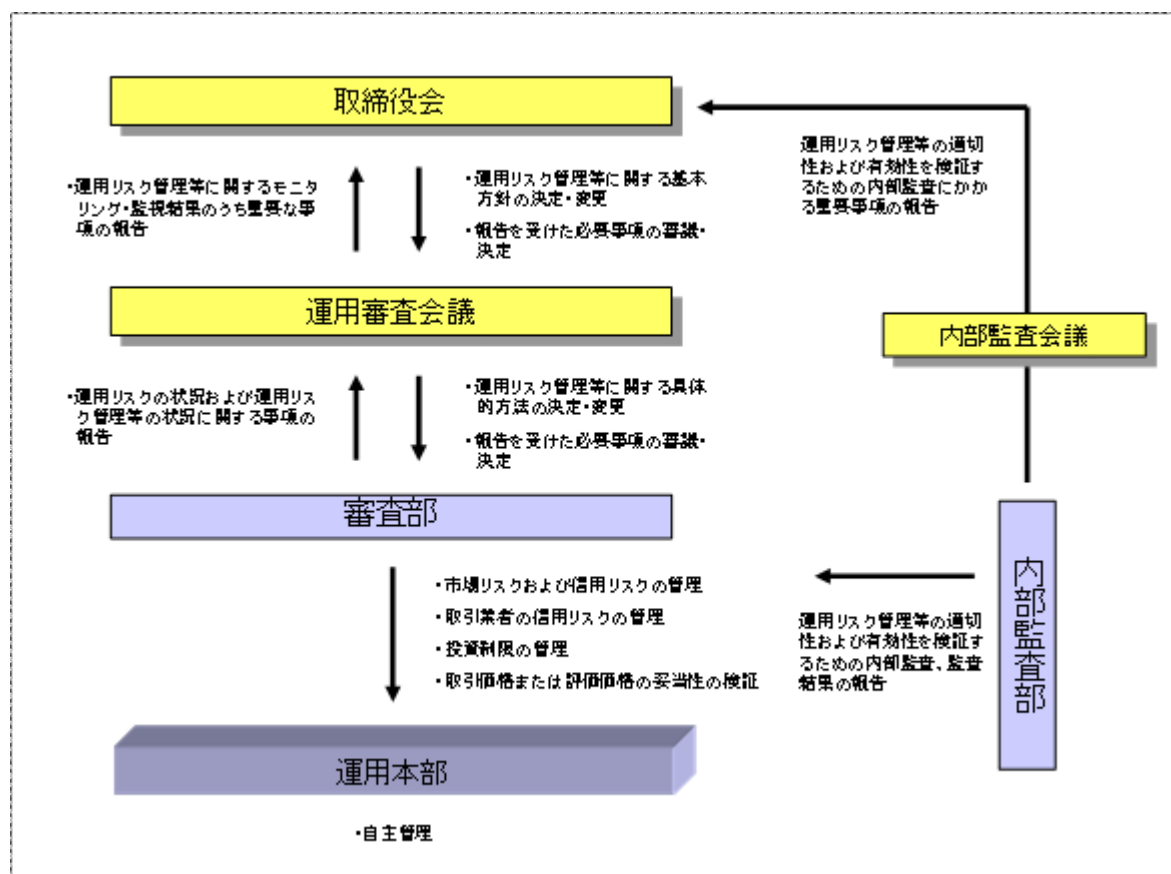 取締役会
・運用リスク管理等に関するモニタ
リング・監視結果のうち重要な事
項の報告
・運用リスク管理等に関する基本
方針の決定・変更
・報告を受けた必要事項の審議・
決定
運用リスク管理等の適切
性および有効性を検証す
るための内部監査にかか
る重要事項の報告
運用審査会議
内部監査会議
・運用リスクの状況および運用リス
ク管理等の状況に関する事項の
報告
・運用リスク管理等に関する具体
的方法の決定・変更
・報告を受けた必要事項の審議・
決定
審査部
内部監査部
・市場リスクおよび信用リスクの管理
・取引業者の信用リスクの管理
・投資制限の管理
・取引価格または評価価格の妥当性の検証
運用リスク管理等の適切
性および有効性を検証す
るための内部監査、監査
結果の報告
運用本部
・自主管理